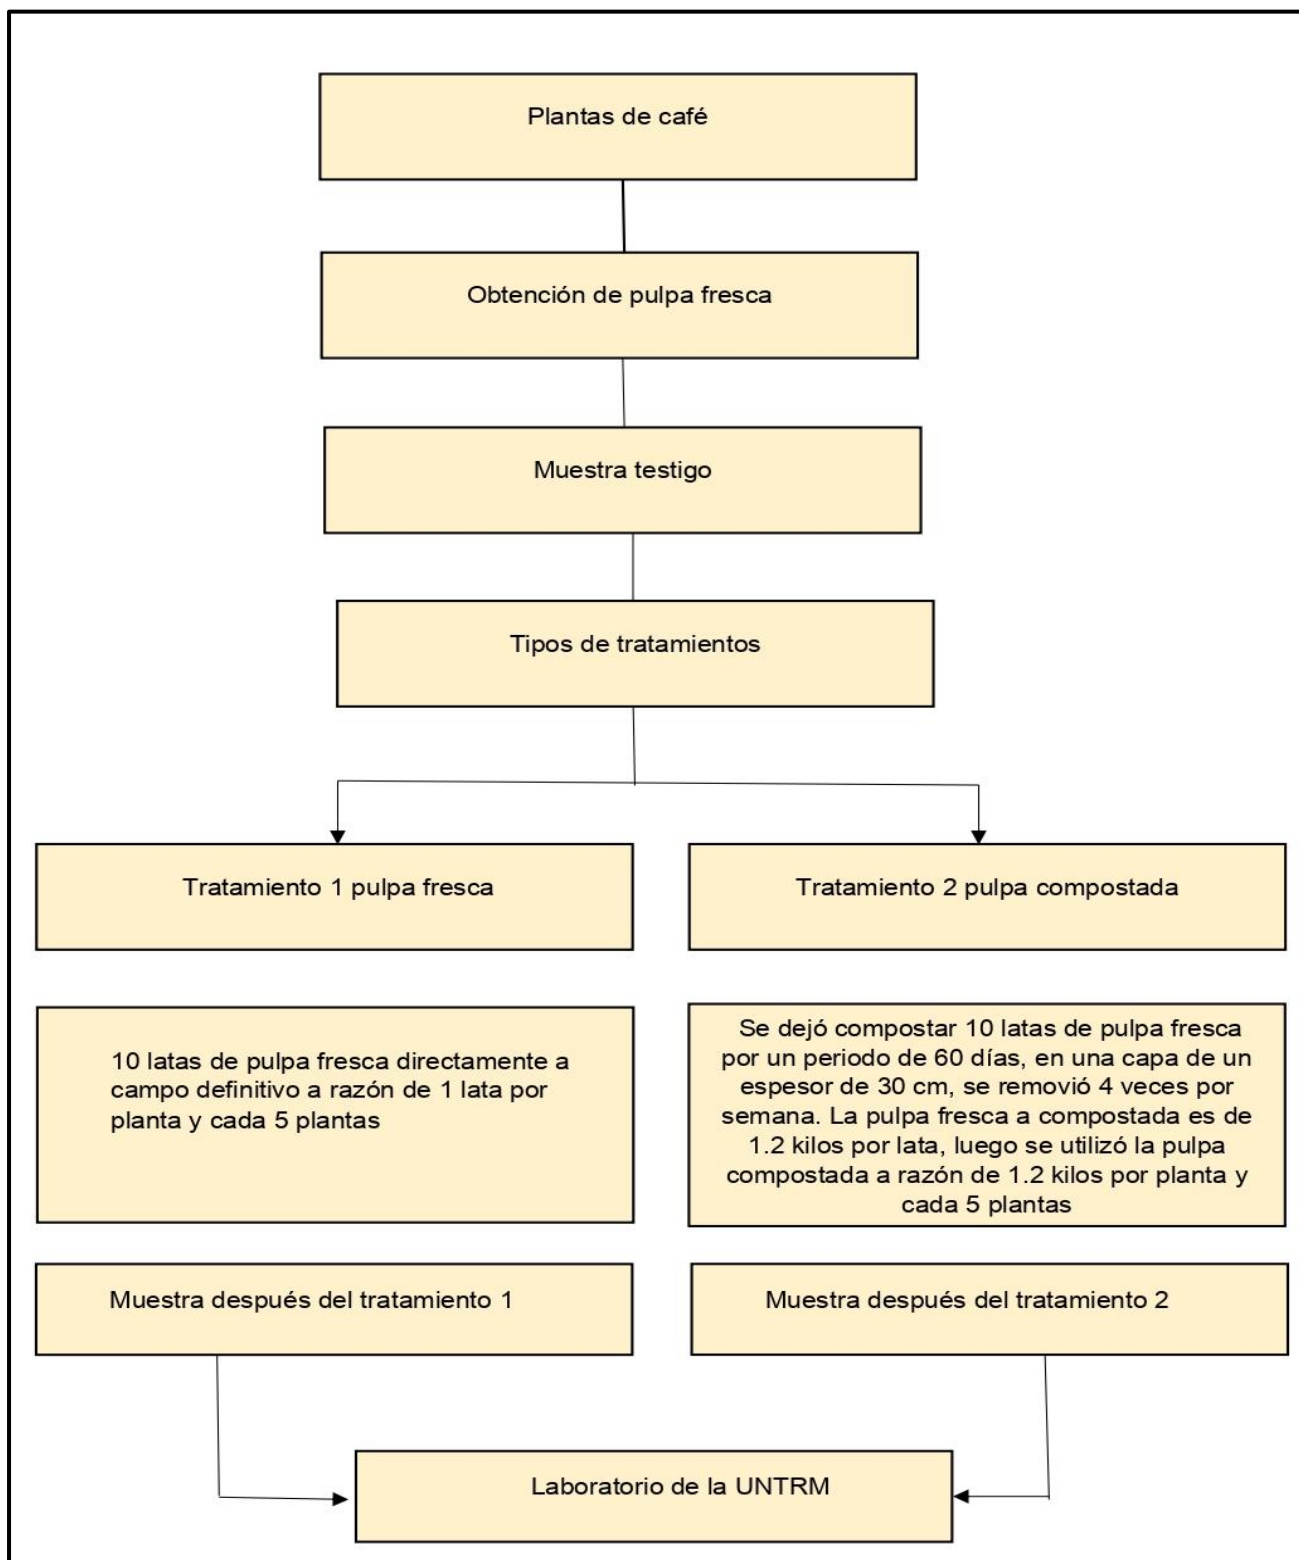 Plantas de café
Obtención de pulpa fresca
Muestra testigo
Tipos de tratamientos
Tratamiento 1 pulpa fresca
Tratamiento 2 pulpa compostada
10 latas de pulpa fresca directamente a
campo definitivo a razón de 1 lata por
planta y cada 5 plantas
Se dejó compostar 10 latas de pulpa fresca
por un periodo de 60 días, en una capa de un
espesor de 30 cm, se removió 4 veces por
semana. La pulpa fresca a compostada es de
1.2 kilos por lata, luego se utilizó la pulpa
compostada a razón de 1.2 kilos por planta y
cada 5 plantas
Muestra después del tratamiento 1
Muestra después del tratamiento 2
Laboratorio de la UNTRM